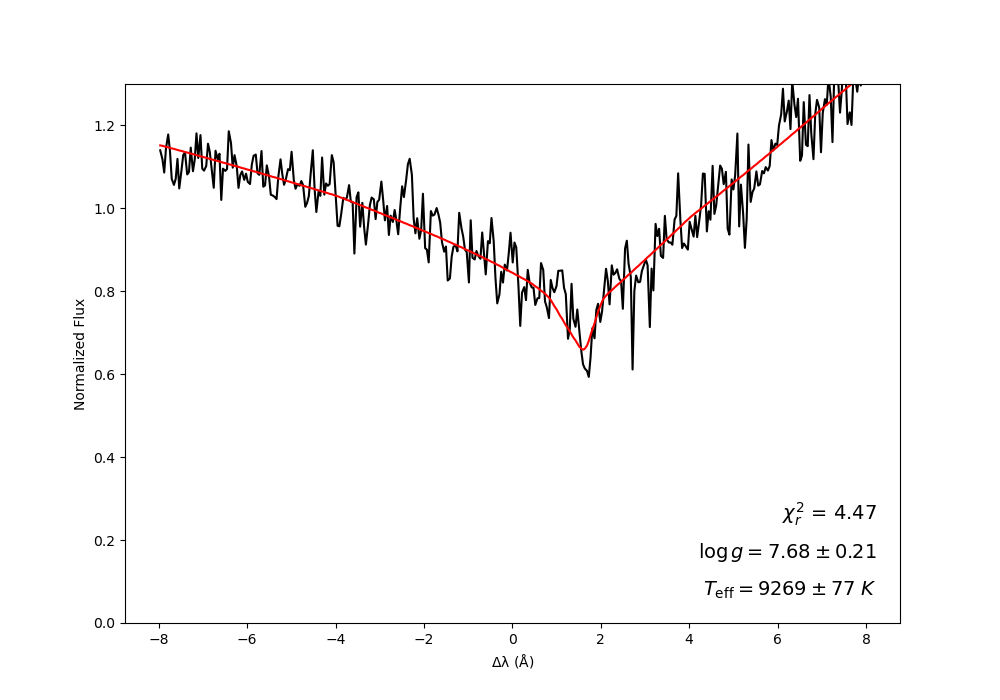 1.2
1.0
0.8
0.6
0.4
0.2
0.0
Normalized Flux
χ²ᵣ = 4.47
log g = 7.68 ± 0.21
T_eff = 9269 ± 77 K
−8 −6 −4 −2 0 2 4 6 8
Δλ (Å)